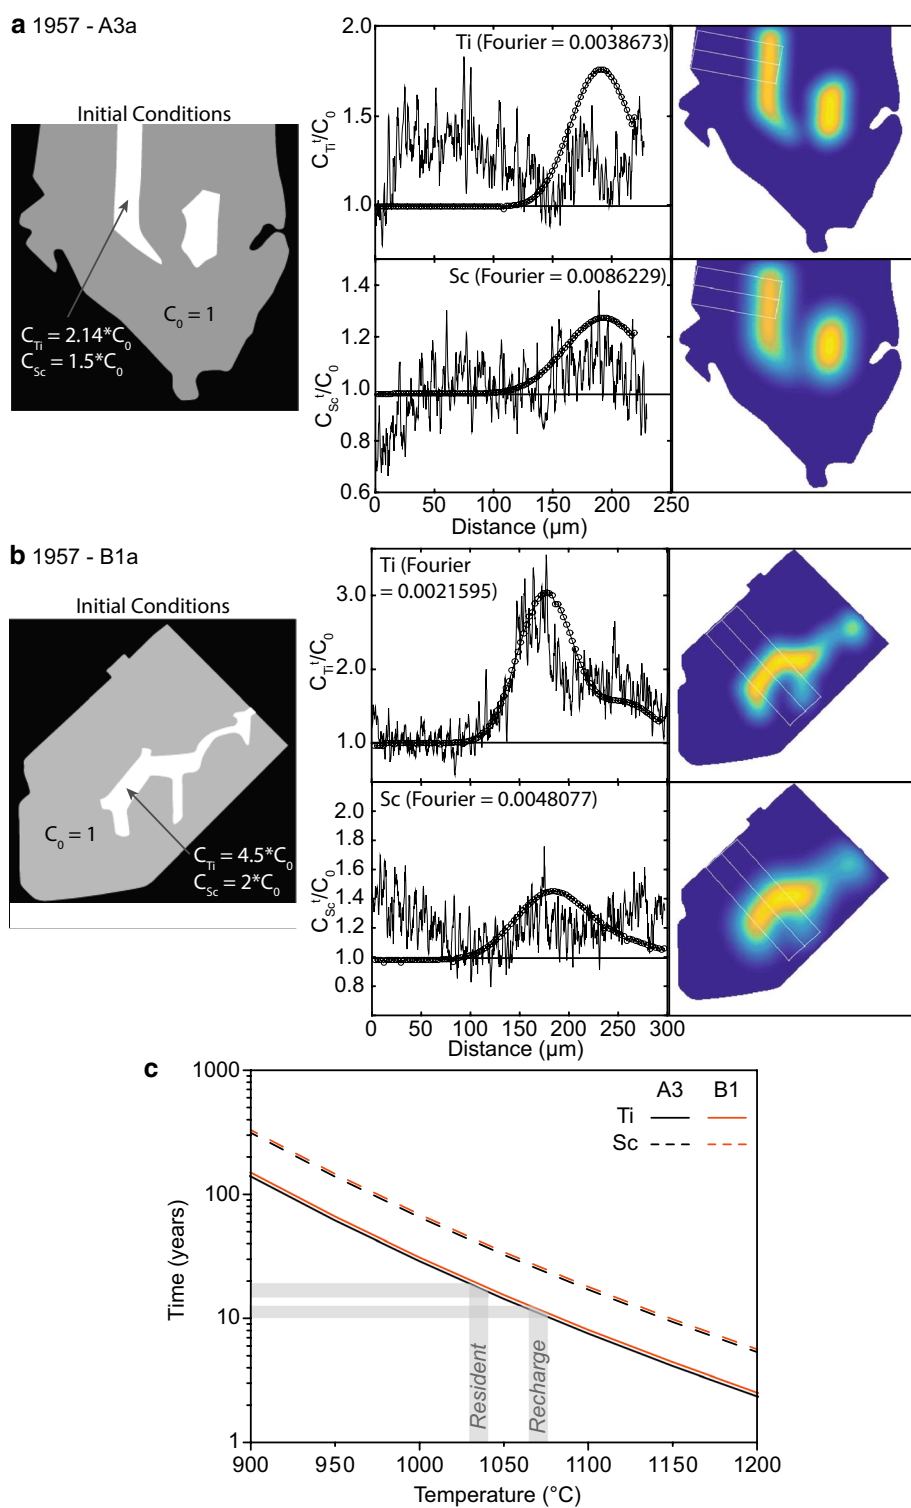 a 1957 - A3a
Initial Conditions
C_Ti = 2.14*C_0
C_Sc = 1.5*C_0
C_0 = 1
Ti (Fourier = 0.0038673)
C_Ti^t/C_0
2.0
1.5
1.0
Sc (Fourier = 0.0086229)
C_Sc^t/C_0
1.4
1.2
1.0
0.8
0.6
0 50 100 150 200 250
Distance (µm)
b 1957 - B1a
Initial Conditions
C_0 = 1
C_Ti = 4.5*C_0
C_Sc = 2*C_0
Ti (Fourier
= 0.0021595)
C_Ti^t/C_0
3.0
2.0
1.0
Sc (Fourier = 0.0048077)
C_Sc^t/C_0
2.0
1.8
1.6
1.4
1.2
1.0
0.8
0 50 100 150 200 250 300
Distance (µm)
c
A3 B1
Ti
Sc
Time (years)
1000
100
10
1
Resident
Recharge
900 950 1000 1050 1100 1150 1200
Temperature (°C)